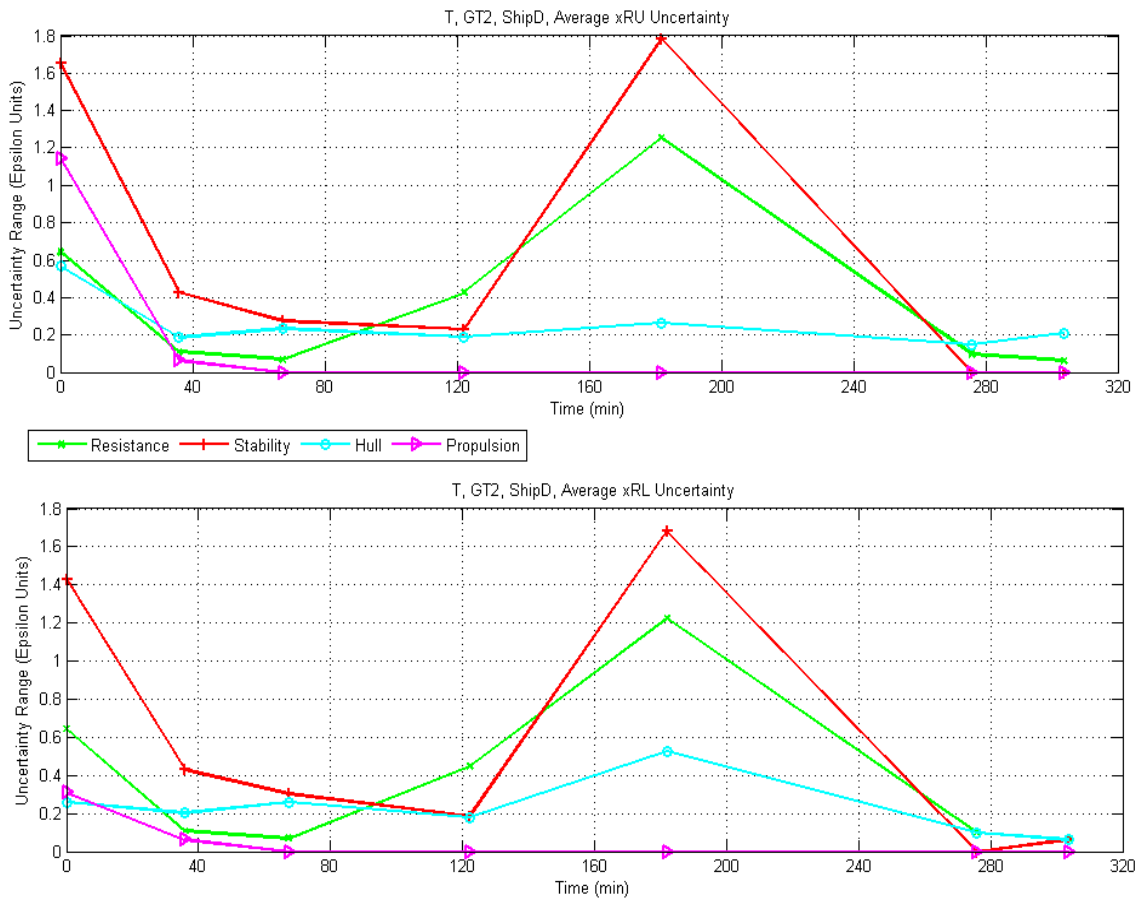 T, GT2, ShipD, Average xRU Uncertainty
Uncertainty Range (Epsilon Units)
1.8
1.6
1.4
1.2
1
0.8
0.6
0.4
0.2
0
0 40 80 120 160 200 240 280 320
Time (min)
Resistance Stability Hull Propulsion
T, GT2, ShipD, Average xRL Uncertainty
Uncertainty Range (Epsilon Units)
1.8
1.6
1.4
1.2
1
0.8
0.6
0.4
0.2
0
0 40 80 120 160 200 240 280 320
Time (min)